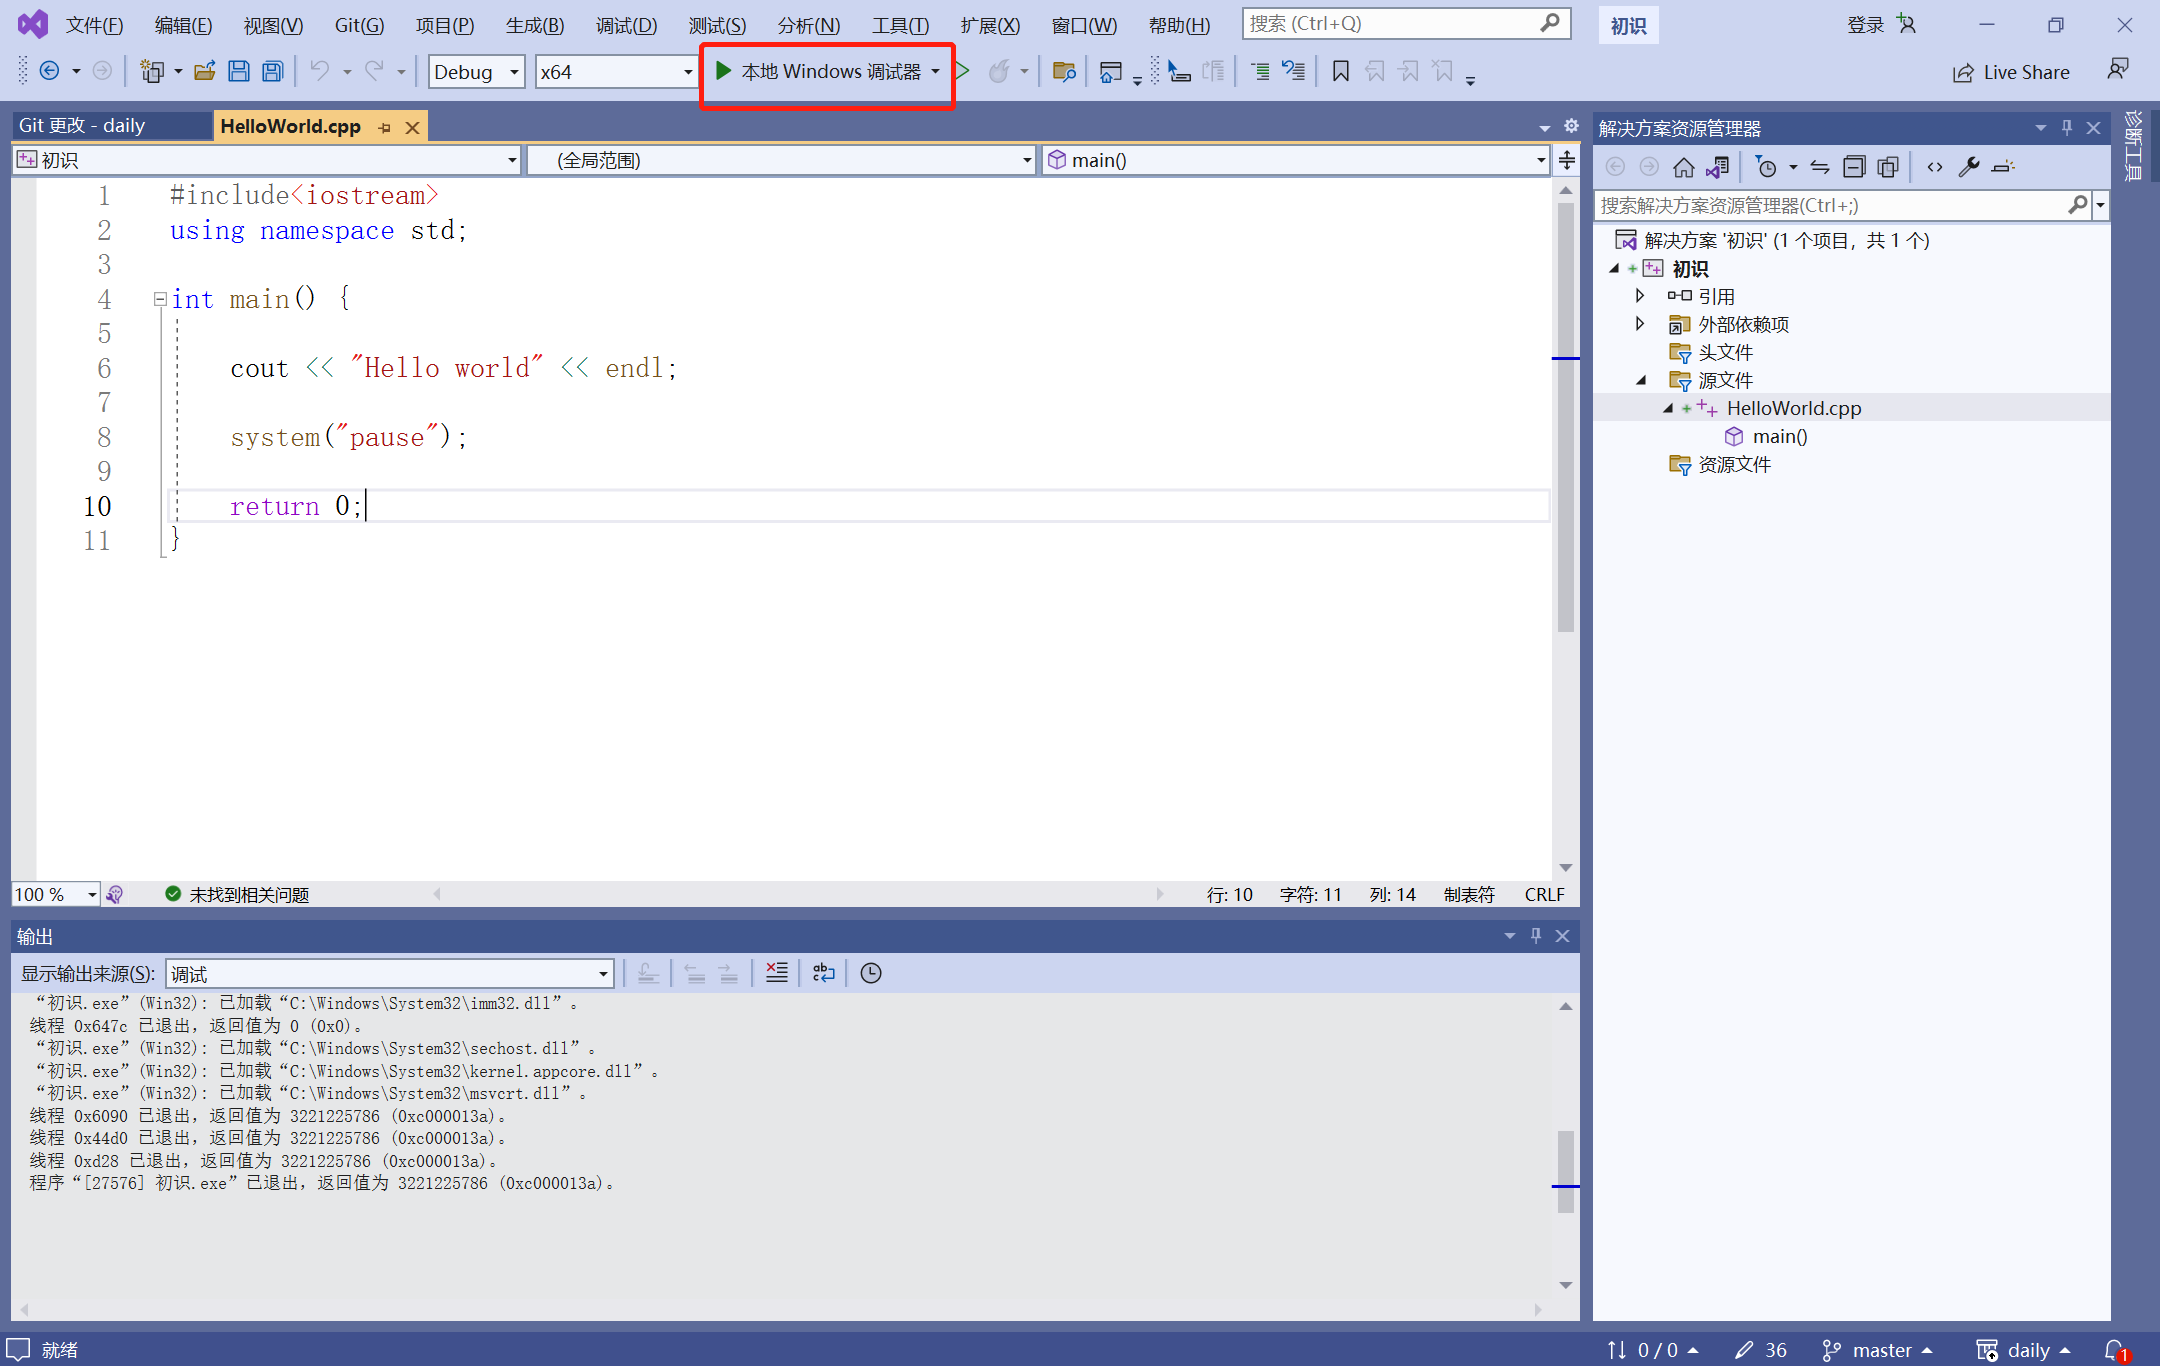 文件(F) 编辑(E) 视图(V) Git(G) 项目(P) 生成(B) 调试(D) 测试(S) 分析(N) 工具(T) 扩展(X) 窗口(W) 帮助(H) 搜索 (Ctrl+Q) 初识 登录
Debug x64 本地 Windows 调试器 Live Share
Git 更改 - daily HelloWorld.cpp
初识 (全局范围) main()
1 #include<iostream>
2 using namespace std;
3
4 int main() {
5
6 cout << "Hello world" << endl;
7
8 system("pause");
9
10 return 0;
11 }
100 % 未找到相关问题 行: 10 字符: 11 列: 14 制表符 CRLF
输出
显示输出来源(S): 调试
“初识.exe”(Win32): 已加载“C:\Windows\System32\imm32.dll”。
线程 0x647c 已退出，返回值为 0 (0x0)。
“初识.exe”(Win32): 已加载“C:\Windows\System32\sechost.dll”。
“初识.exe”(Win32): 已加载“C:\Windows\System32\kernel.appcore.dll”。
“初识.exe”(Win32): 已加载“C:\Windows\System32\msvcrt.dll”。
线程 0x6090 已退出，返回值为 3221225786 (0xc000013a)。
线程 0x44d0 已退出，返回值为 3221225786 (0xc000013a)。
线程 0xd28 已退出，返回值为 3221225786 (0xc000013a)。
程序“[27576] 初识.exe”已退出，返回值为 3221225786 (0xc000013a)。
解决方案资源管理器
搜索解决方案资源管理器(Ctrl+;)
解决方案 '初识' (1 个项目，共 1 个)
初识
引用
外部依赖项
头文件
源文件
HelloWorld.cpp
main()
资源文件
诊断工具
就绪 0 / 0 36 master daily 1